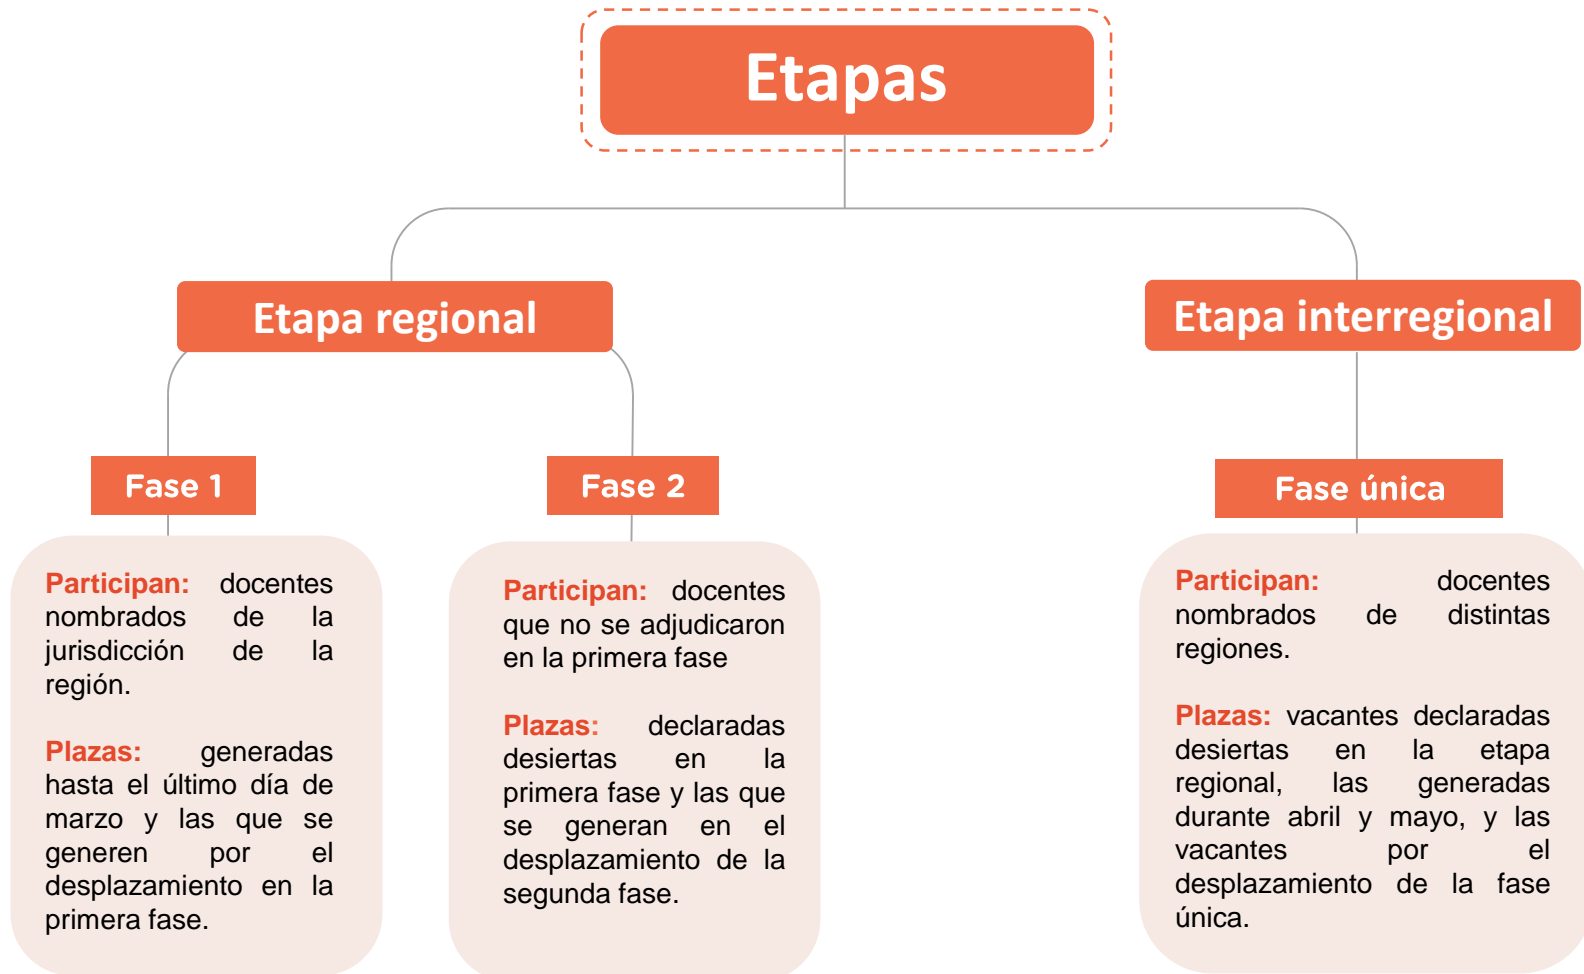 Etapas
Etapa regional
Etapa interregional
Fase 1
Fase 2
Fase única
Participan: docentes
nombrados de la
jurisdicción de la
región.
Plazas: generadas
hasta el último día de
marzo y las que se
generen por el
desplazamiento en la
primera fase.
Participan: docentes
que no se adjudicaron
en la primera fase
Plazas: declaradas
desiertas en la
primera fase y las que
se generan en el
desplazamiento de la
segunda fase.
Participan: docentes
nombrados de distintas
regiones.
Plazas: vacantes declaradas
desiertas en la etapa
regional, las generadas
durante abril y mayo, y las
vacantes por el
desplazamiento de la fase
única.